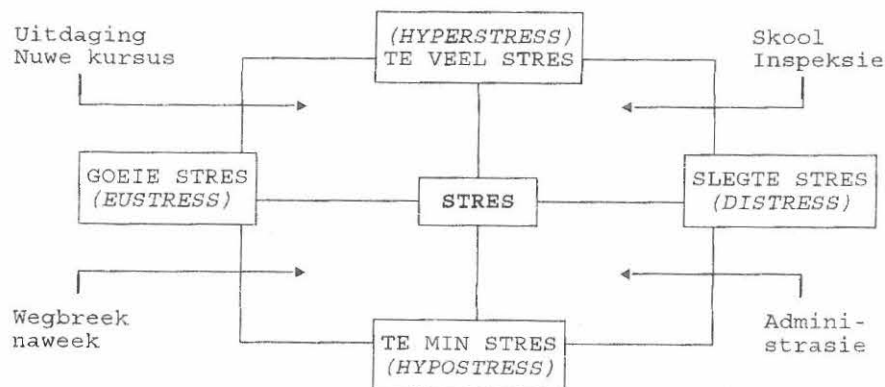 Uitdaging
Nuwe kursus
(HYPERSTRESS)
TE VEEL STRES
Skool
Inspeksie
GOEIE STRES
(EUSTRESS)
STRES
SLEGTE STRES
(DISTRESS)
Wegbreek
naweek
TE MIN STRES
(HYPOSTRESS)
Admini-
strasie